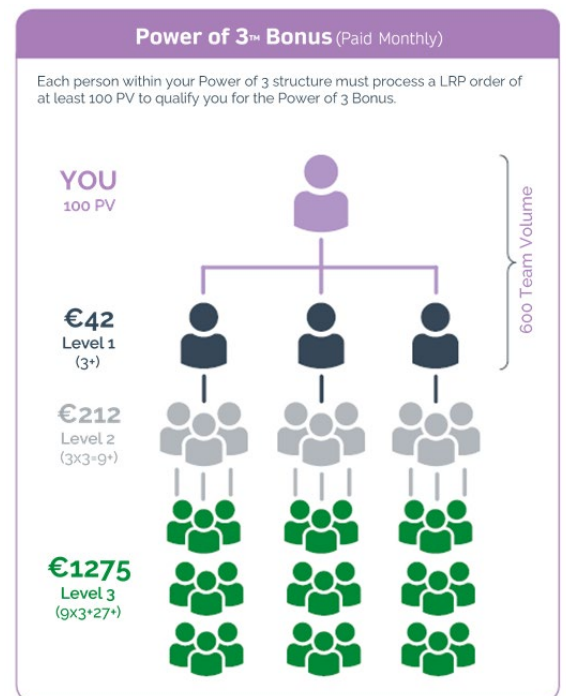 Power of 3™ Bonus (Paid Monthly)
Each person within your Power of 3 structure must process a LRP order of
at least 100 PV to qualify you for the Power of 3 Bonus.
YOU
100 PV
600 Team Volume
€42
Level 1
(3+)
€212
Level 2
(3x3=9+)
€1275
Level 3
(9x3+27+)